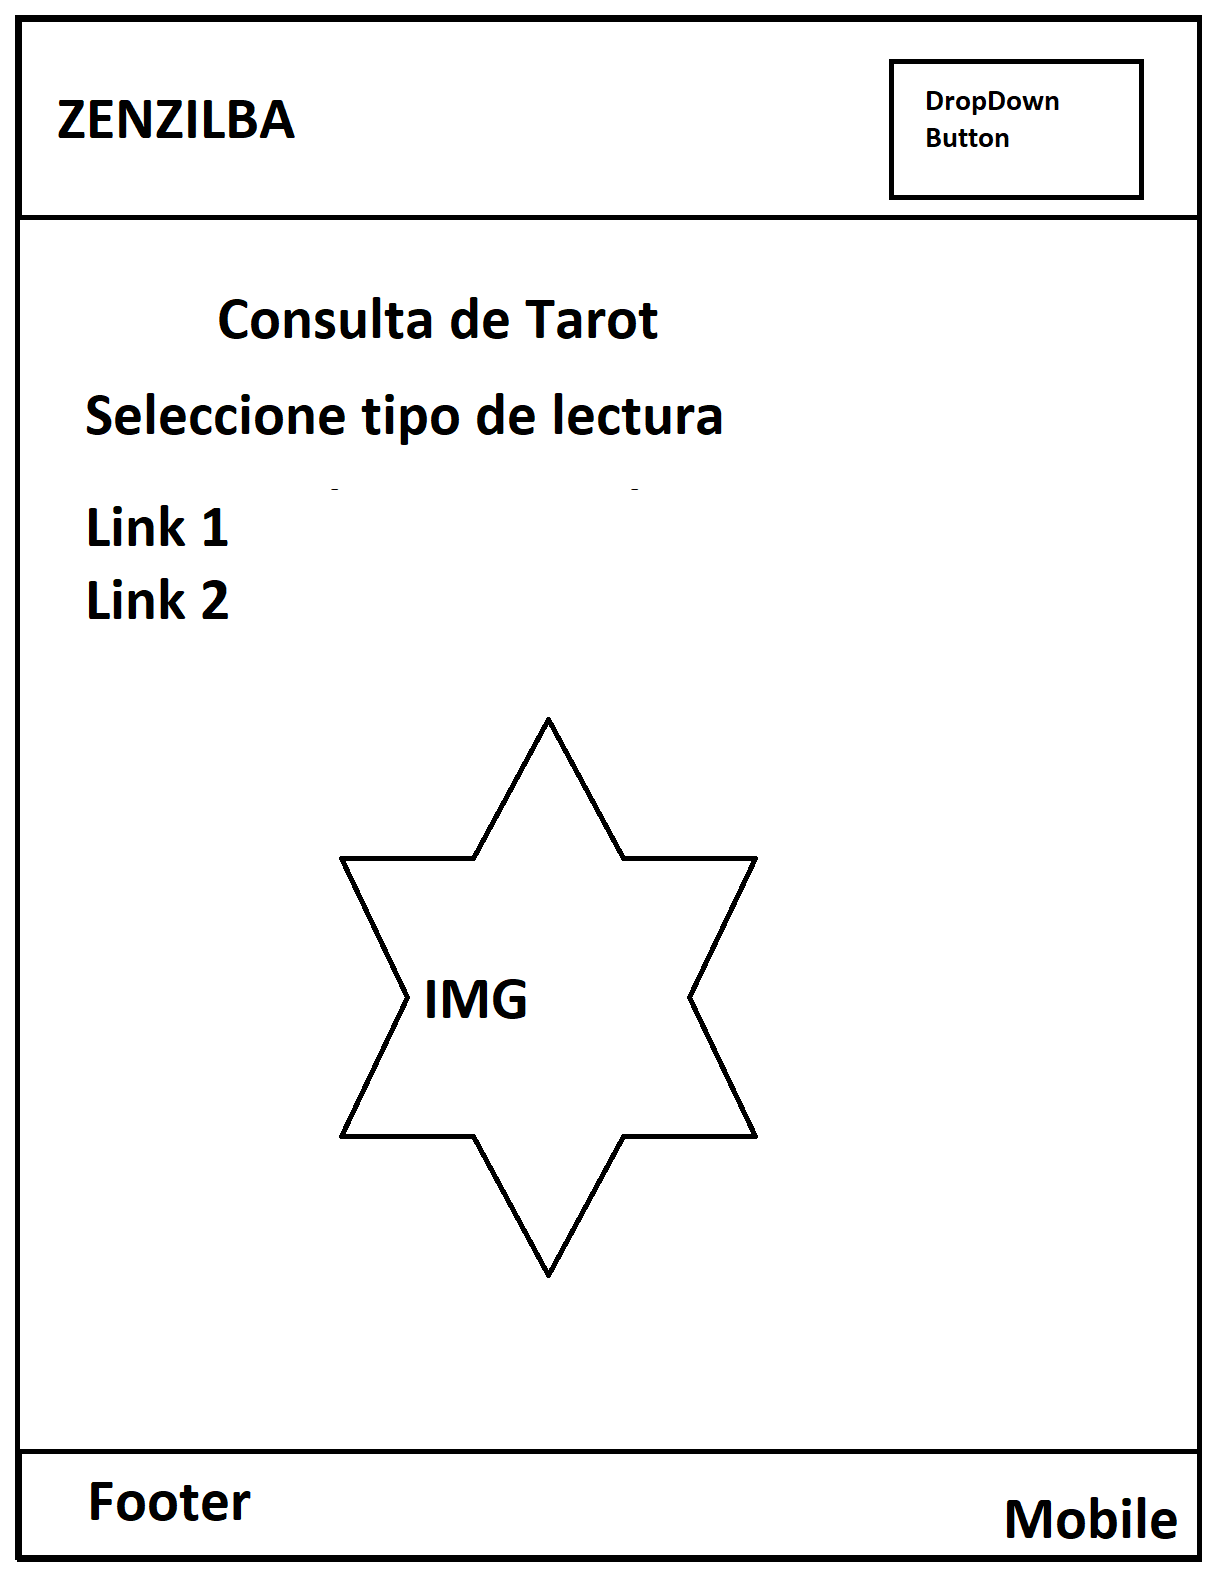 ZENZILBA
DropDown
Button
Consulta de Tarot
Seleccione tipo de lectura
Link 1
Link 2
IMG
Footer
Mobile